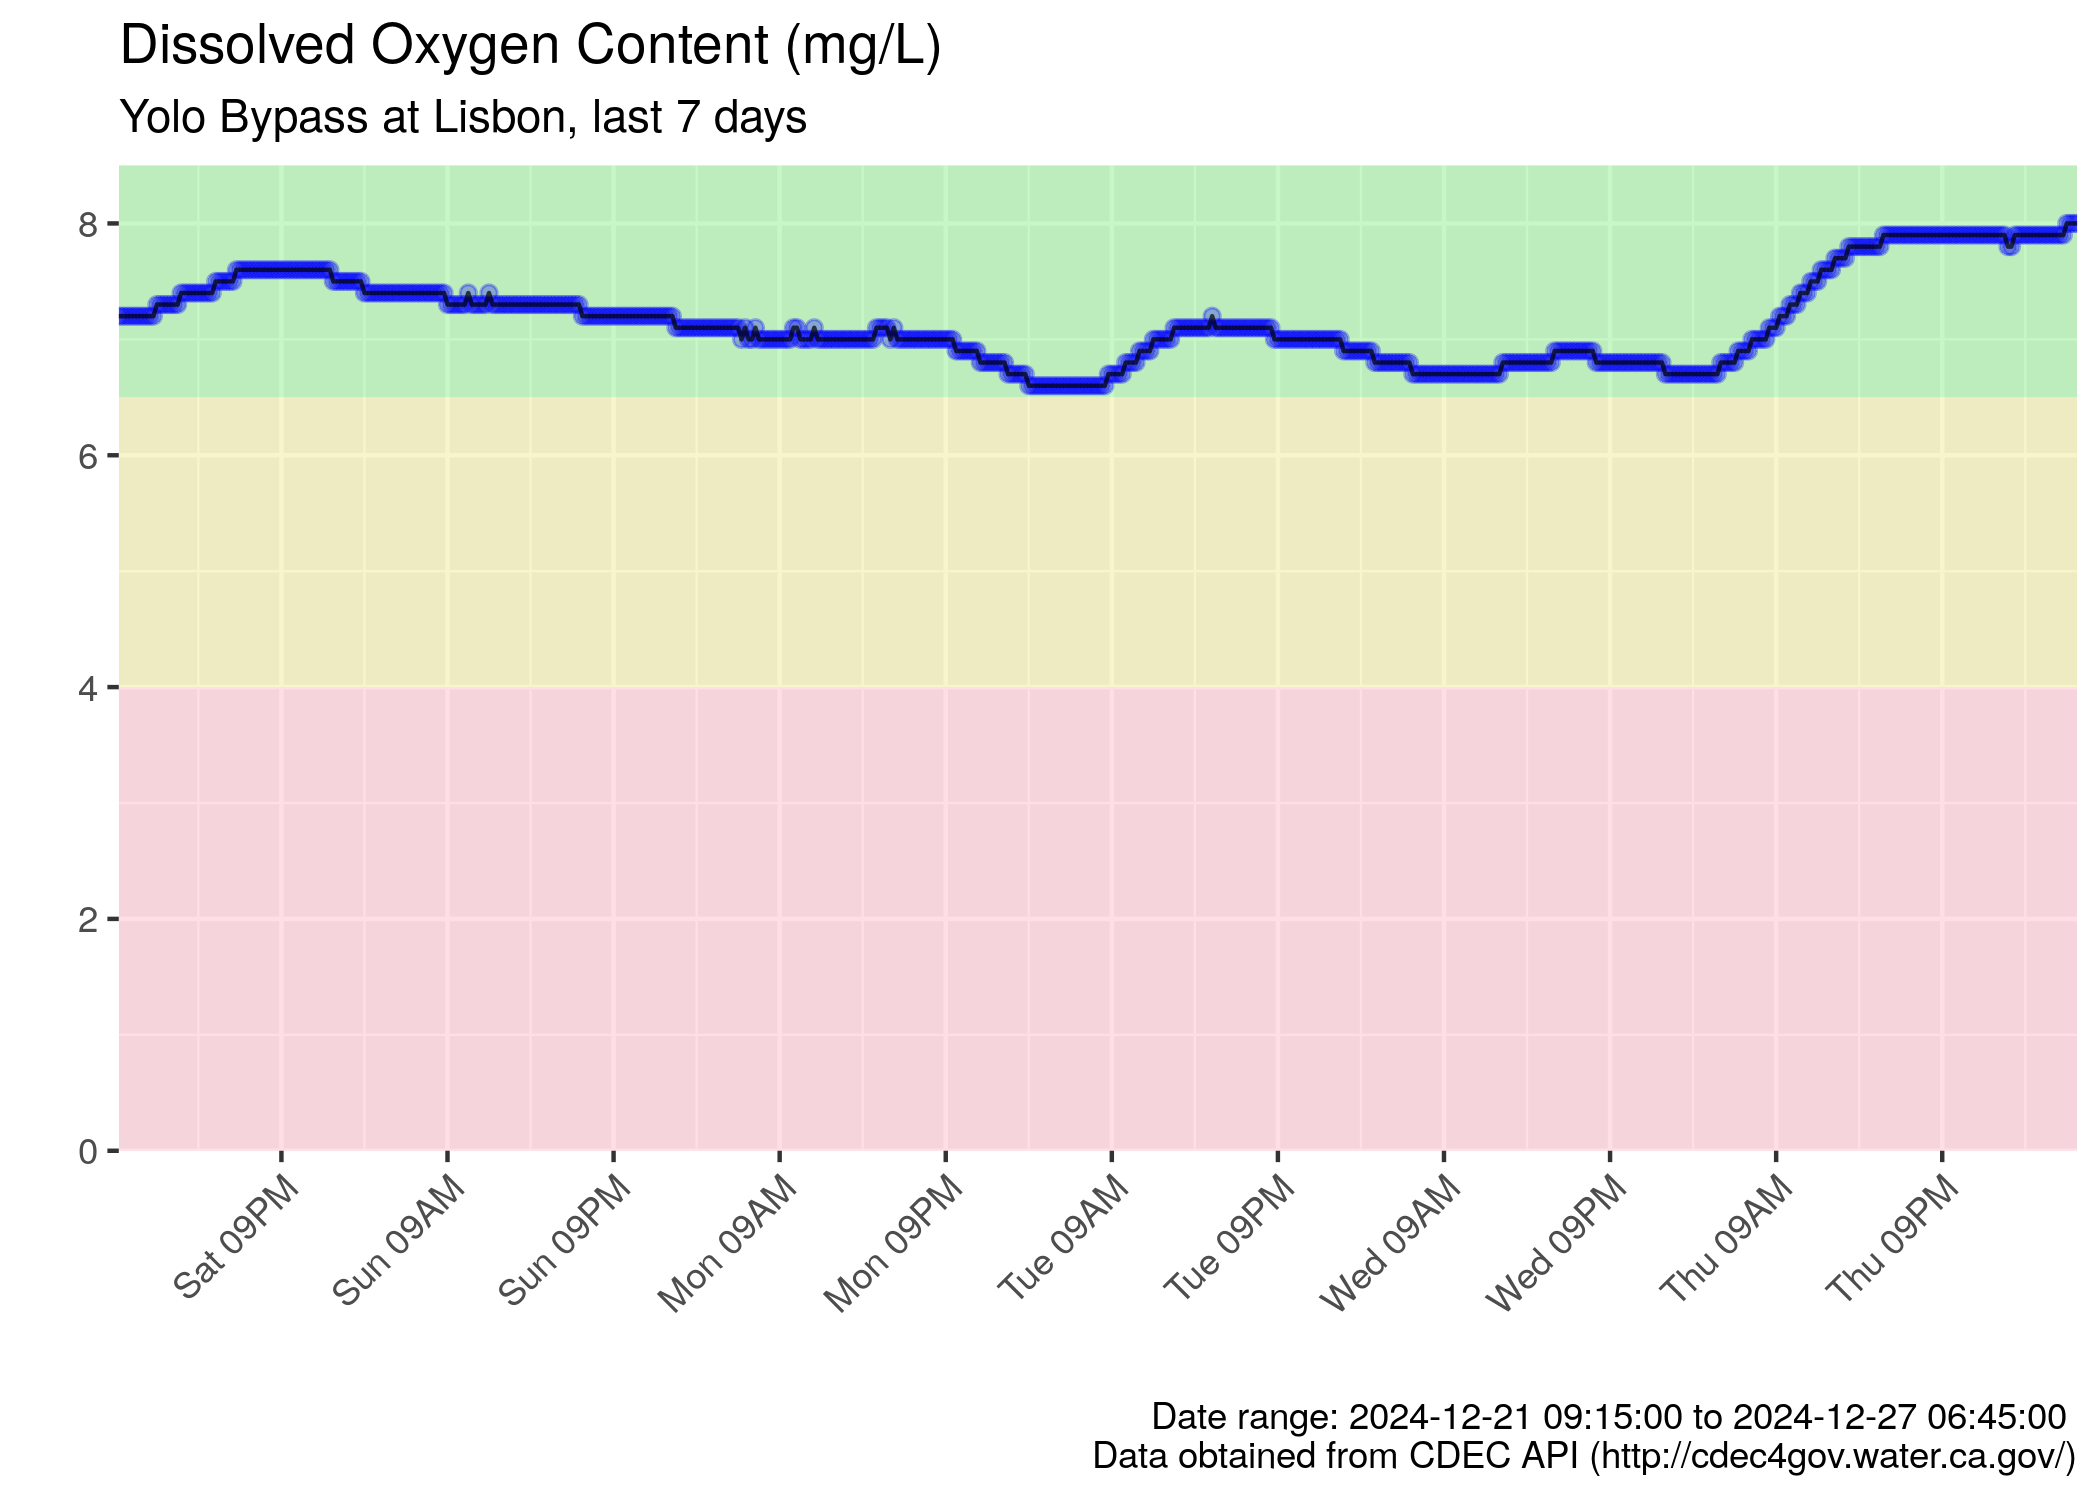 Dissolved Oxygen Content (mg/L)
Yolo Bypass at Lisbon, last 7 days
8
6
4
2
0
Sat 09PM
Sun 09AM
Sun 09PM
Mon 09AM
Mon 09PM
Tue 09AM
Tue 09PM
Wed 09AM
Wed 09PM
Thu 09AM
Thu 09PM
Date range: 2024-12-21 09:15:00 to 2024-12-27 06:45:00
Data obtained from CDEC API (http://cdec4gov.water.ca.gov/)